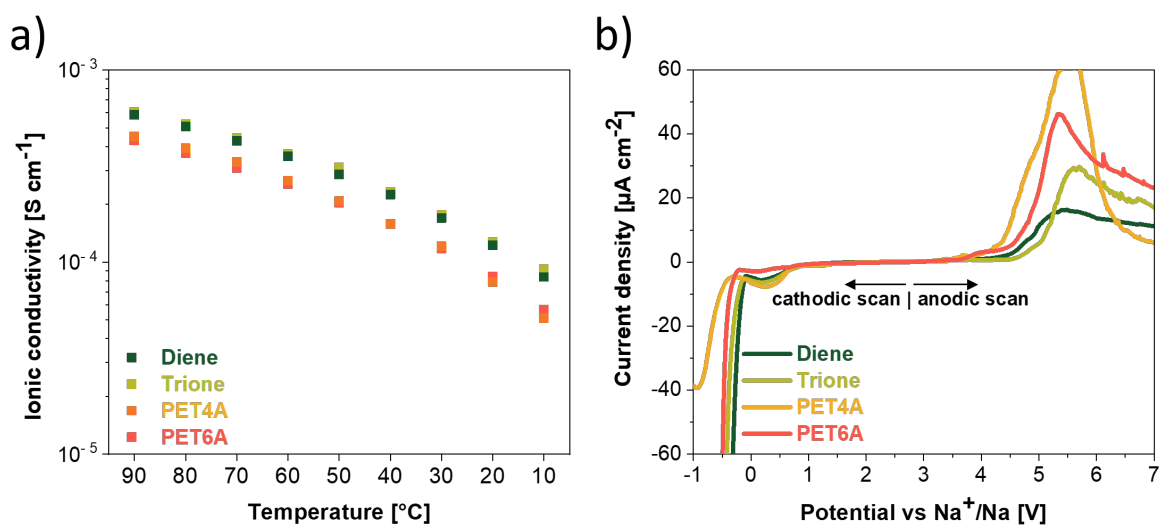 a)
Ionic conductivity [S cm⁻¹]
10⁻³
10⁻⁴
10⁻⁵
Diene
Trione
PET4A
PET6A
90 80 70 60 50 40 30 20 10
Temperature [°C]
b)
Current density [µA cm⁻²]
60
40
20
0
-20
-40
-60
cathodic scan | anodic scan
Diene
Trione
PET4A
PET6A
-1 0 1 2 3 4 5 6 7
Potential vs Na⁺/Na [V]